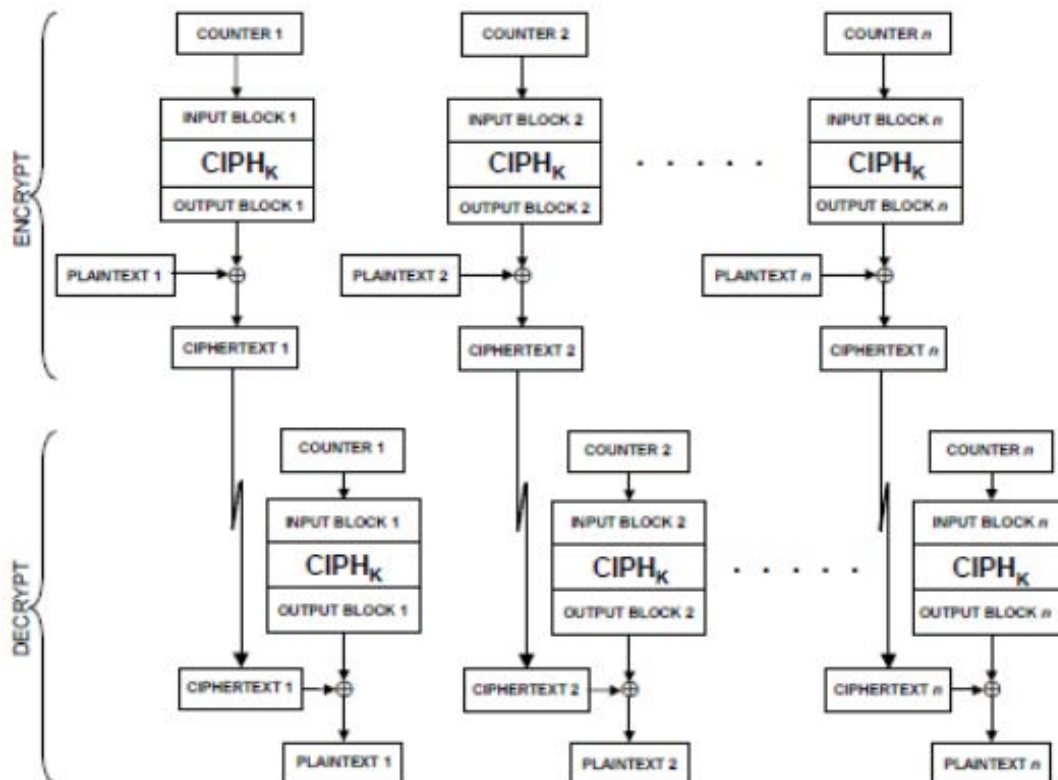 ENCRYPT
COUNTER 1 COUNTER 2 COUNTER n
INPUT BLOCK 1 INPUT BLOCK 2 INPUT BLOCK n
CIPHK CIPHK . . . . . CIPHK
OUTPUT BLOCK 1 OUTPUT BLOCK 2 OUTPUT BLOCK n
PLAINTEXT 1 PLAINTEXT 2 PLAINTEXT n
CIPHERTEXT 1 CIPHERTEXT 2 CIPHERTEXT n
DECRYPT
COUNTER 1 COUNTER 2 COUNTER n
INPUT BLOCK 1 INPUT BLOCK 2 INPUT BLOCK n
CIPHK CIPHK . . . . . CIPHK
OUTPUT BLOCK 1 OUTPUT BLOCK 2 OUTPUT BLOCK n
CIPHERTEXT 1 CIPHERTEXT 2 CIPHERTEXT n
PLAINTEXT 1 PLAINTEXT 2 PLAINTEXT n